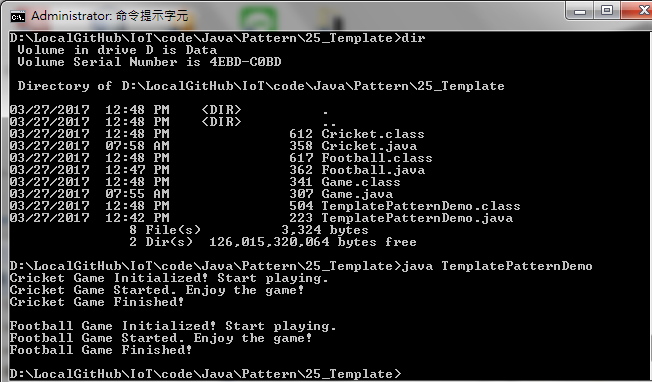 Administrator: 命令提示字元
D:\LocalGitHub\IoT\code\Java\Pattern\25_Template>dir
 Volume in drive D is Data
 Volume Serial Number is 4EBD-C0BD
 Directory of D:\LocalGitHub\IoT\code\Java\Pattern\25_Template
03/27/2017  12:48 PM    <DIR>          .
03/27/2017  12:48 PM    <DIR>          ..
03/27/2017  12:48 PM               612 Cricket.class
03/27/2017  07:58 AM               358 Cricket.java
03/27/2017  12:48 PM               617 Football.class
03/27/2017  12:47 PM               362 Football.java
03/27/2017  12:48 PM               341 Game.class
03/27/2017  07:55 AM               307 Game.java
03/27/2017  12:48 PM               504 TemplatePatternDemo.class
03/27/2017  12:42 PM               223 TemplatePatternDemo.java
               8 File(s)          3,324 bytes
               2 Dir(s)  126,015,320,064 bytes free
D:\LocalGitHub\IoT\code\Java\Pattern\25_Template>java TemplatePatternDemo
Cricket Game Initialized! Start playing.
Cricket Game Started. Enjoy the game!
Cricket Game Finished!
Football Game Initialized! Start playing.
Football Game Started. Enjoy the game!
Football Game Finished!
D:\LocalGitHub\IoT\code\Java\Pattern\25_Template>